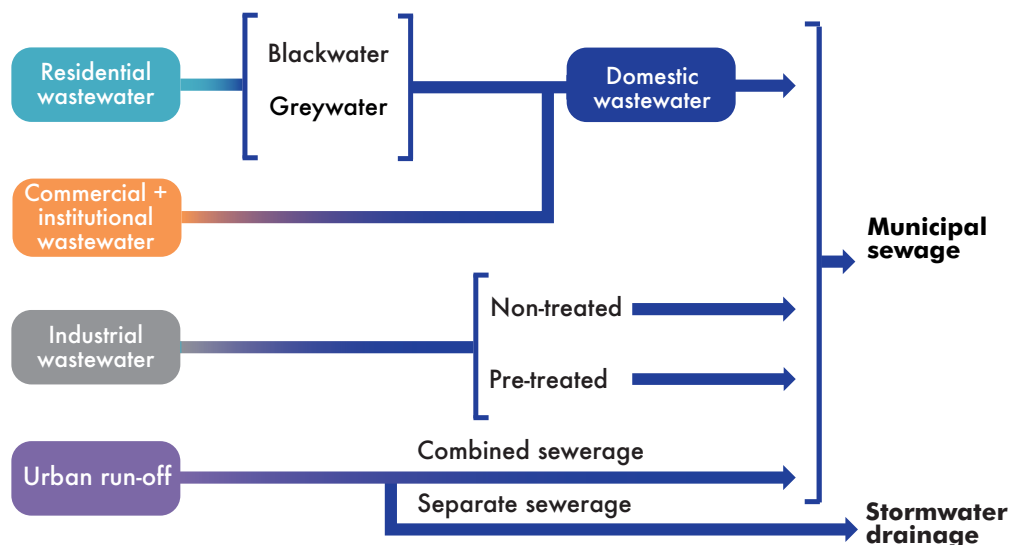 Residential
wastewater
Blackwater
Greywater
Domestic
wastewater
Commercial +
institutional
wastewater
Municipal
sewage
Industrial
wastewater
Non-treated
Pre-treated
Urban run-off
Combined sewerage
Separate sewerage
Stormwater
drainage